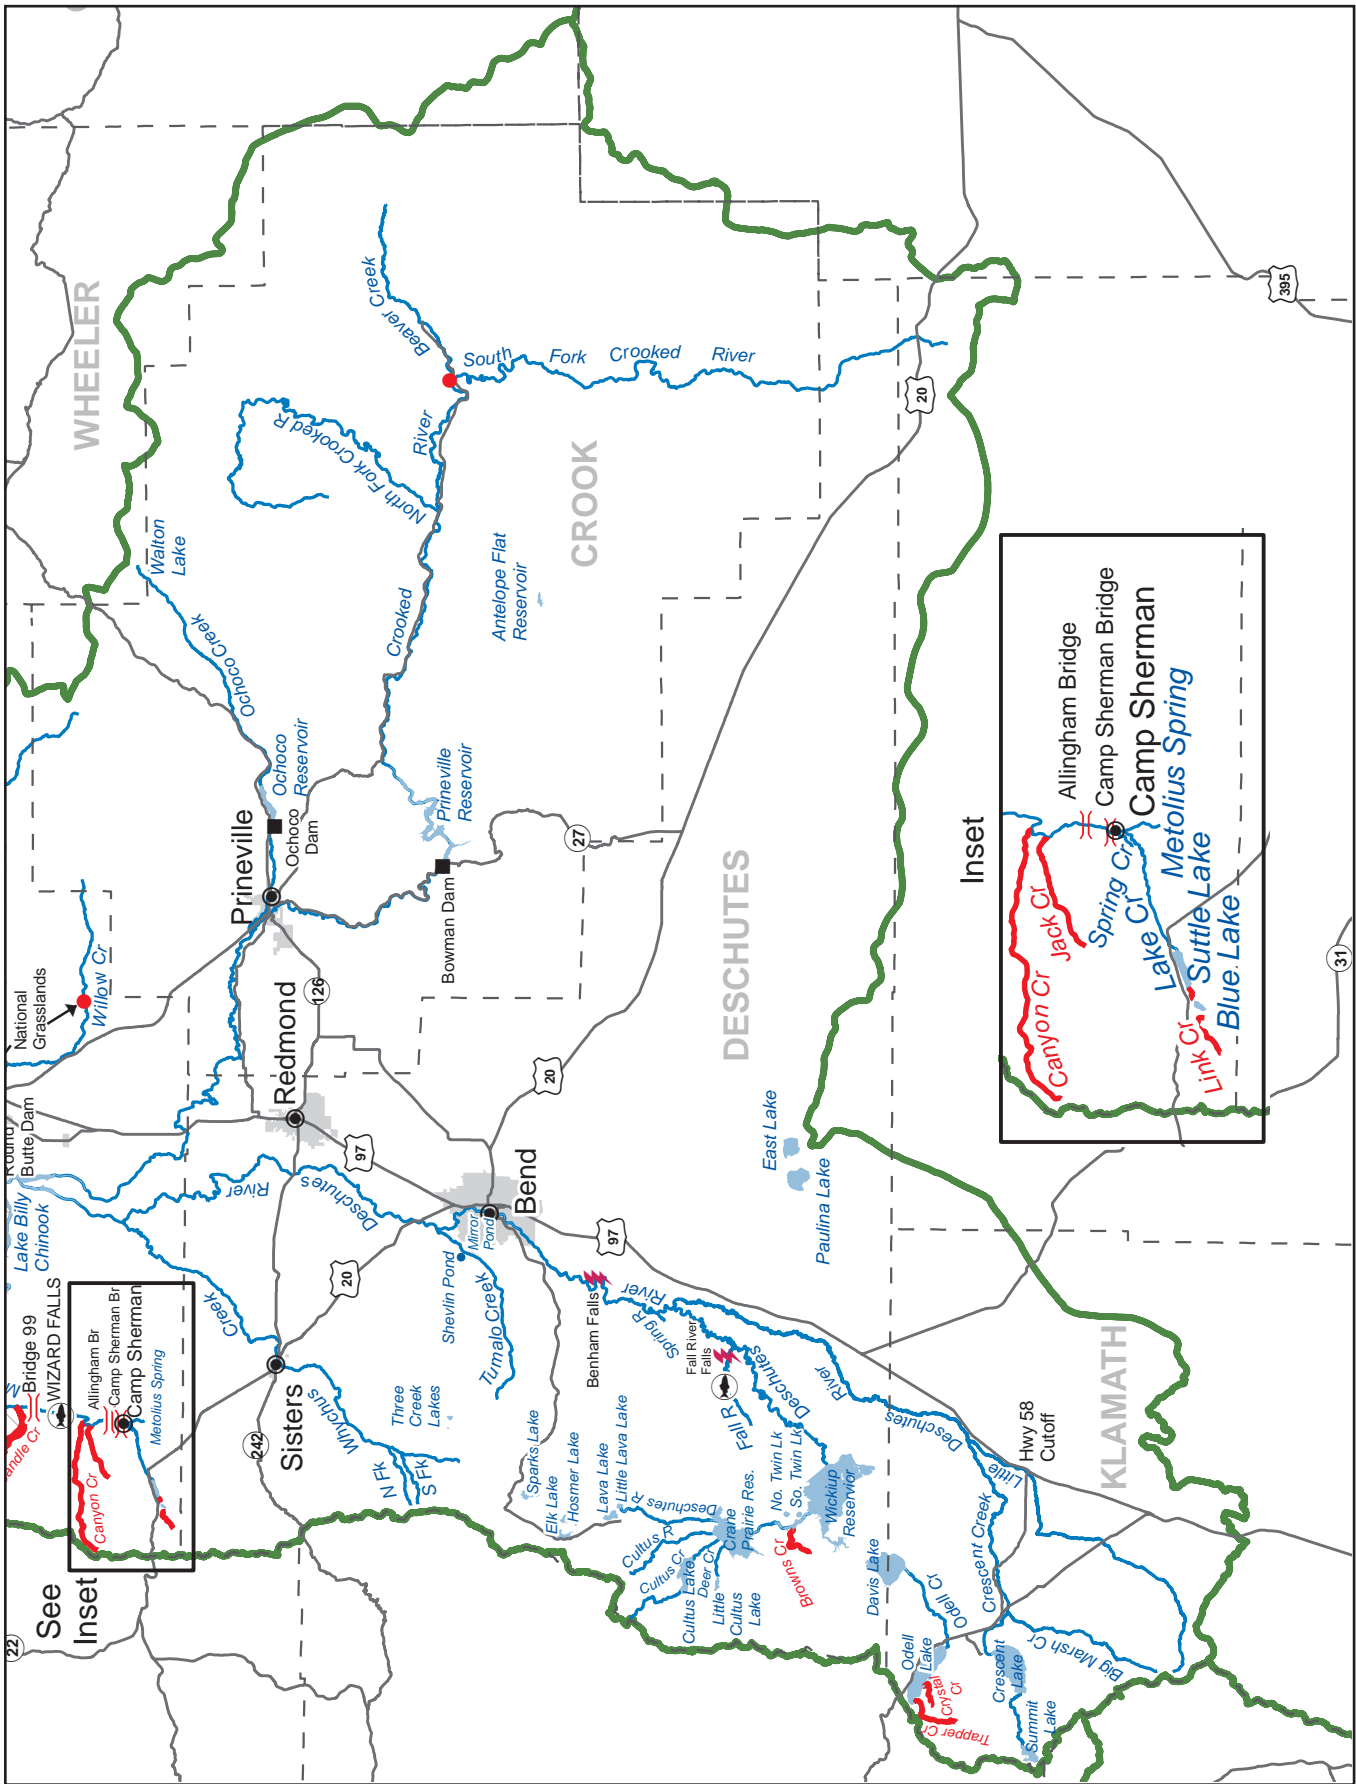 WHEELER
Beaver Creek
South Fork Crooked River
North Fork Crooked R
River
20
395
Walton
Lake
CROOK
Antelope Flat
Reservoir
Crooked
Ochoco Creek
Ochoco
Reservoir
Ochoco
Dam
Prineville
Prineville
Reservoir
Bowman Dam
27
National
Grasslands
Willow Cr
126
Redmond
DESCHUTES
20
Round
Butte Dam
Lake Billy
Chinook
River
Deschutes
97
Bend
Mirror
Pond
Shevlin Pond
Tumalo Creek
20
97
East Lake
Paulina Lake
Bridge 99
WIZARD FALLS
Allingham Br
Camp Sherman Br
Camp Sherman
Metolius Spring
andle Cr
M
Canyon Cr
See
Inset
22
Creek
Sisters
242
Whychus
N Fk
S Fk
Three
Creek
Lakes
Benham Falls
Spring R
River
Fall River
Falls
Deschutes
Fall R
River
Deschutes
Little
Hwy 58
Cutoff
KLAMATH
Sparks Lake
Elk Lake
Hosmer Lake
Lava Lake
Little Lava Lake
Deschutes R
Cultus R
Cultus Cr
Cultus Lake
Deer Cr
Little
Cultus
Lake
Crane
Prairie Res.
No. Twin Lk
So. Twin Lk
Wickiup
Reservior
Browns Cr
Davis Lake
Odell Cr
Crescent Creek
Odell
Lake
Crystal
Cr
Trapper Cr
Crescent
Lake
Summit
Lake
Big Marsh Cr
Inset
Allingham Bridge
Camp Sherman Bridge
Camp Sherman
Metolius Spring
Suttle Lake
Blue Lake
Spring Cr
Lake Cr
Jack Cr
Canyon Cr
Link Cr
31